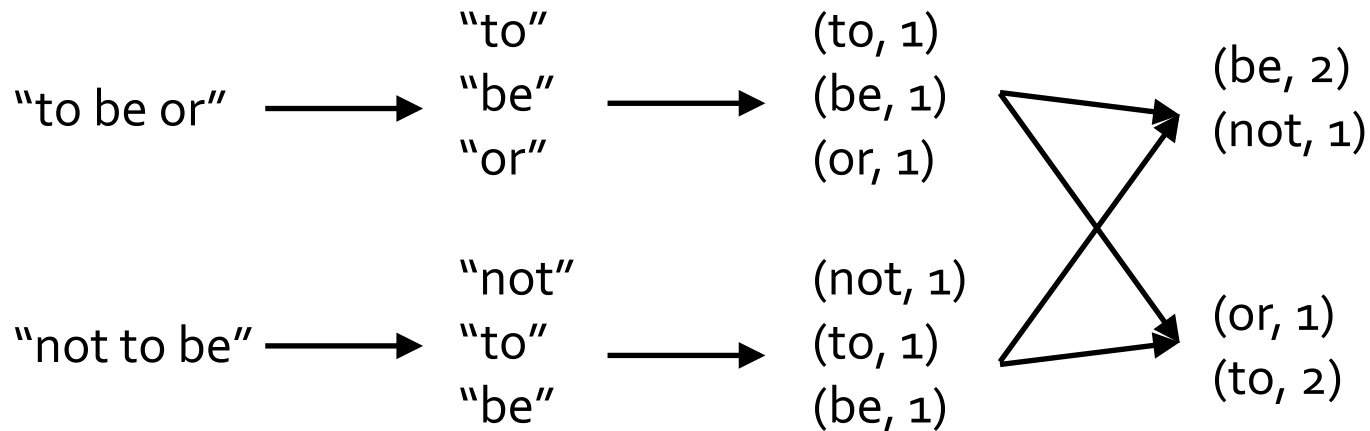 “to be or”
“to”
“be”
“or”
(to, 1)
(be, 1)
(or, 1)
(be, 2)
(not, 1)
“not to be”
“not”
“to”
“be”
(not, 1)
(to, 1)
(be, 1)
(or, 1)
(to, 2)